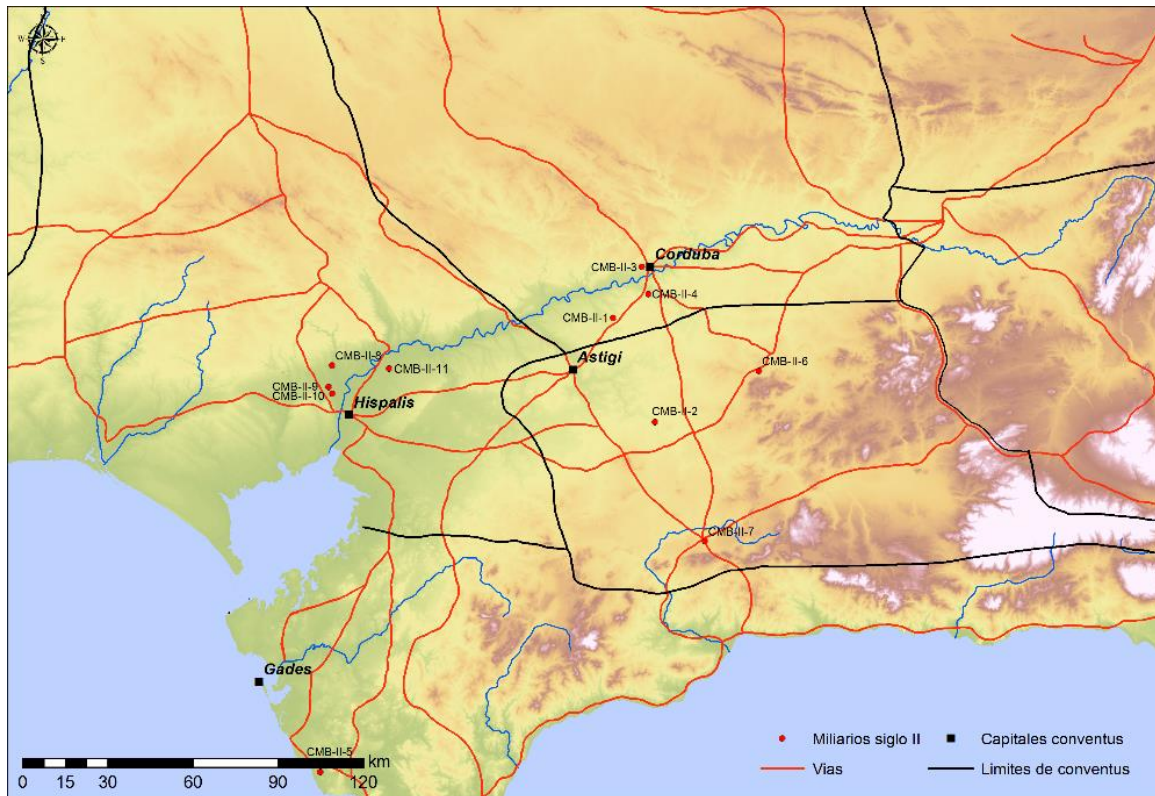 N
W E
S
Corduba
CMB-II-3
CMB-II-4
CMB-II-1
Astigi
CMB-II-8
CMB-II-11
CMB-II-6
CMB-II-9
CMB-II-10
Hispalis
CMB-II-2
CMB-II-7
Gades
CMB-II-5
km
0 15 30 60 90 120
Miliarios siglo II
Capitales conventus
Vias
Limites de conventus